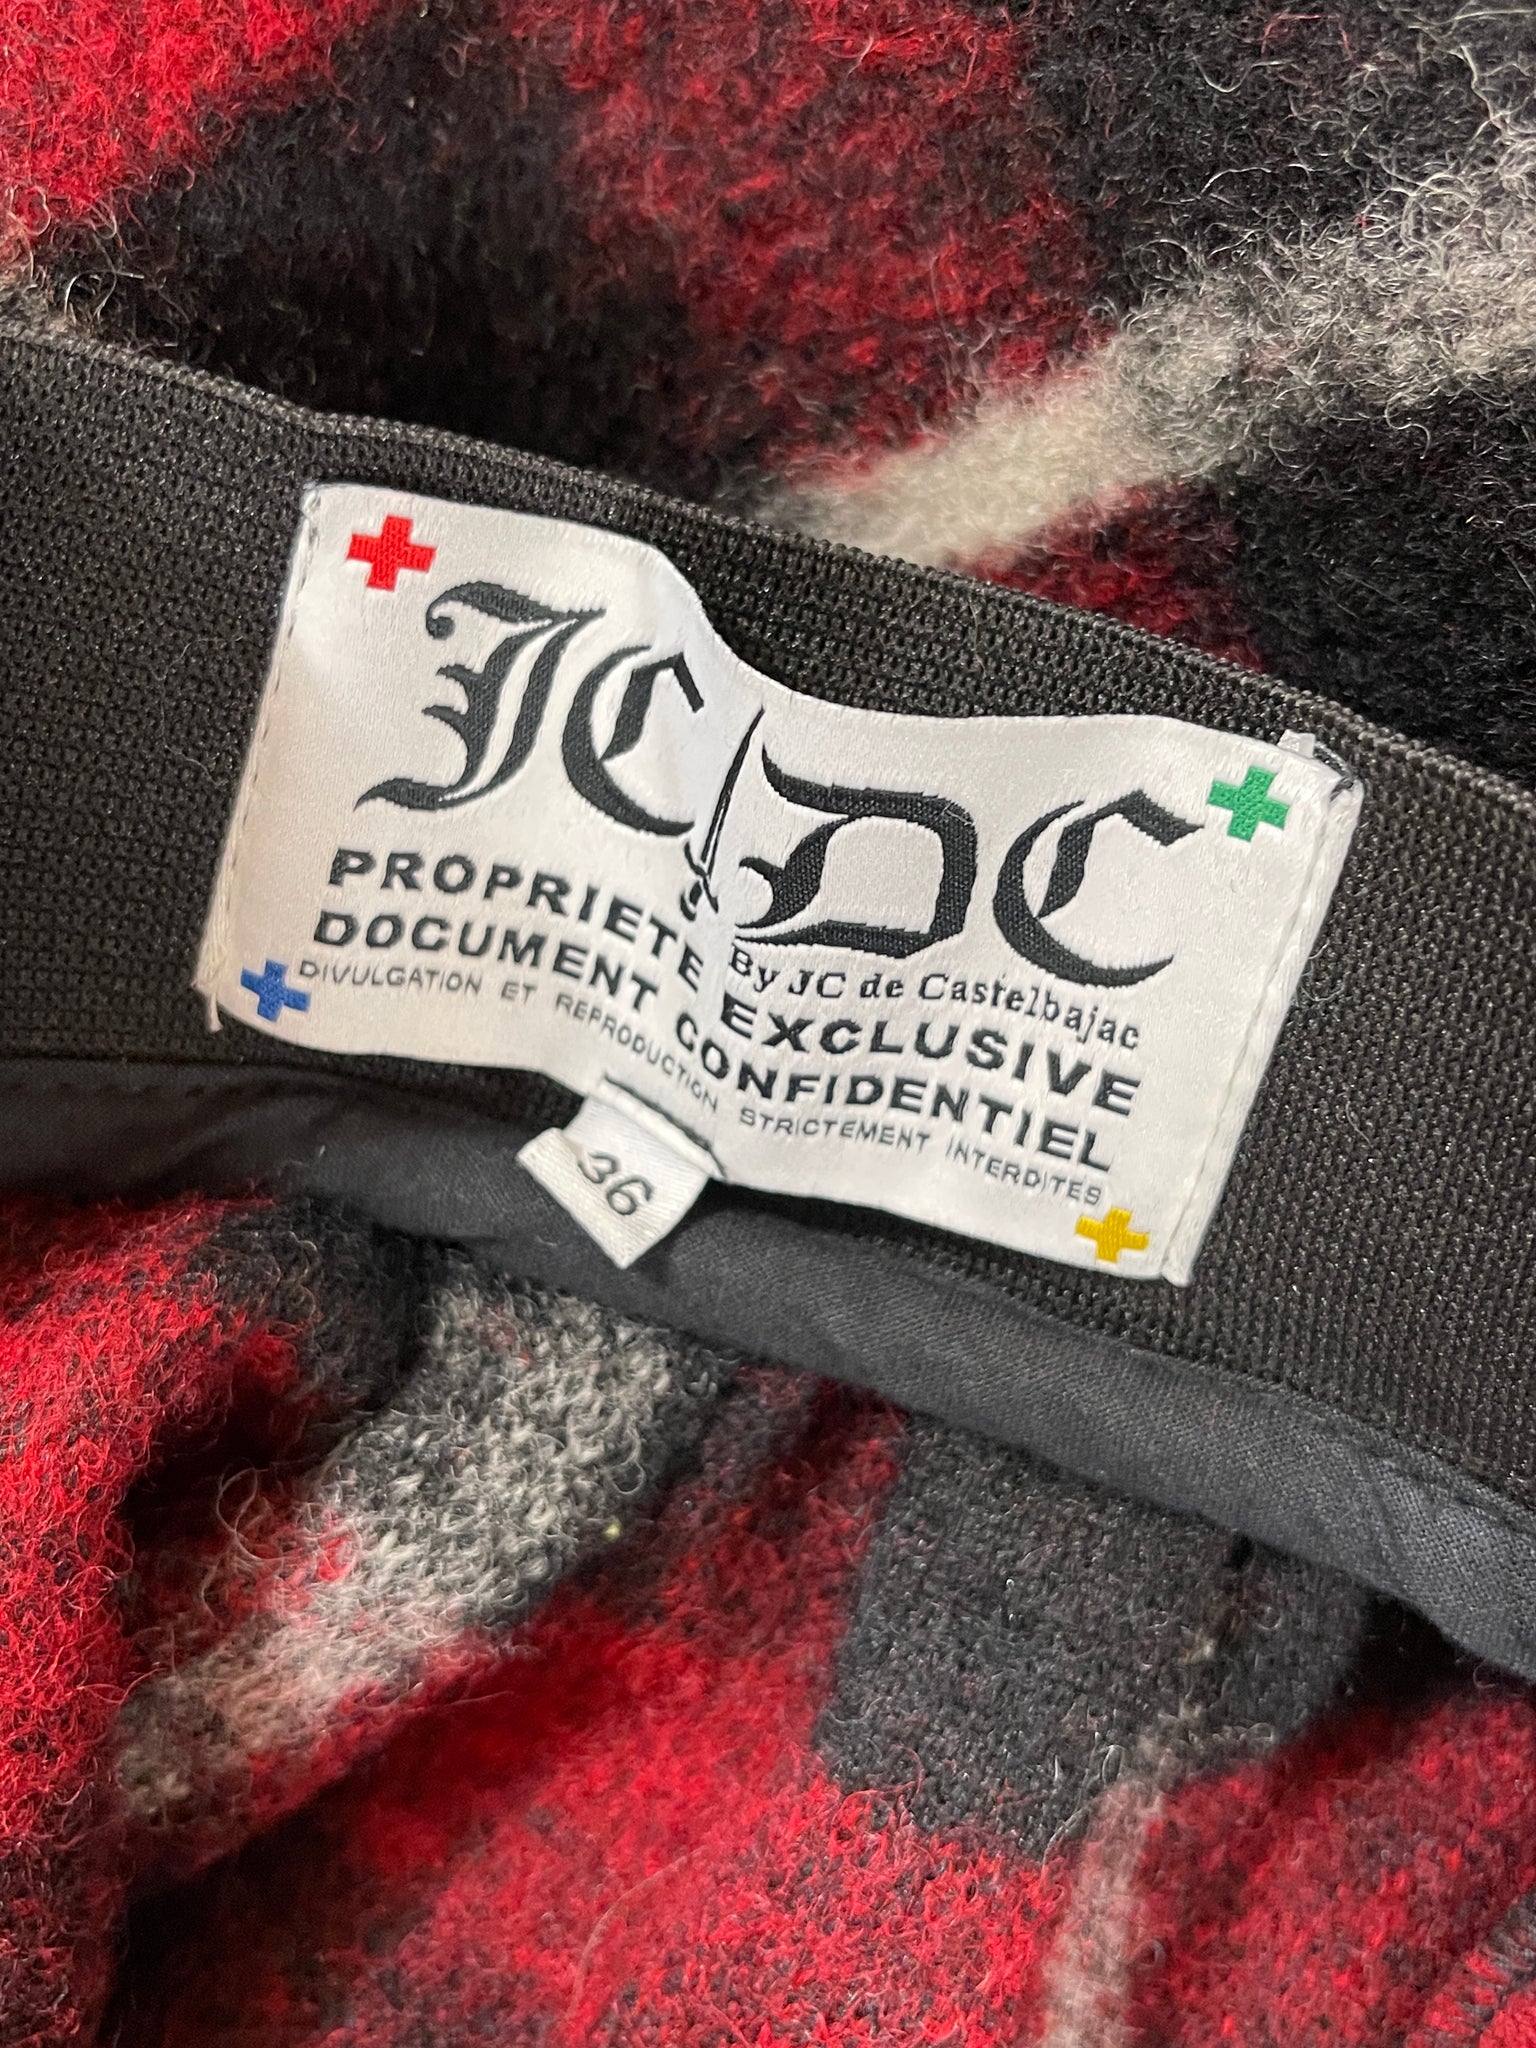 JC/DC
By JC de Castelbajac
PROPRIETE EXCLUSIVE
DOCUMENT CONFIDENTIEL
DIVULGATION ET REPRODUCTION STRICTEMENT INTERDITES
36